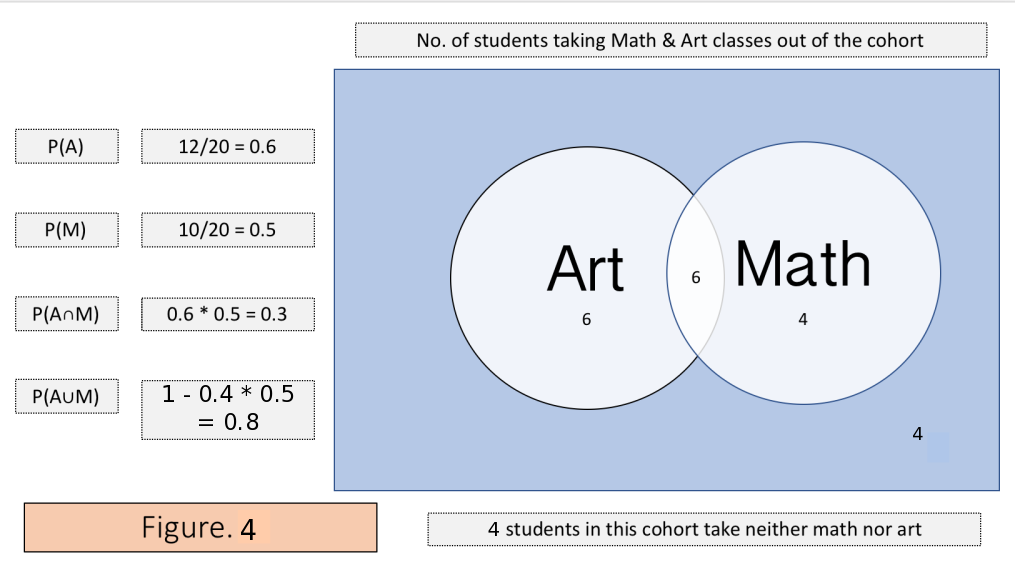 No. of students taking Math & Art classes out of the cohort
P(A)
12/20 = 0.6
P(M)
10/20 = 0.5
P(A∩M)
0.6 * 0.5 = 0.3
P(A∪M)
1 - 0.4 * 0.5
= 0.8
Art
6
6
Math
4
4
Figure. 4
4 students in this cohort take neither math nor art